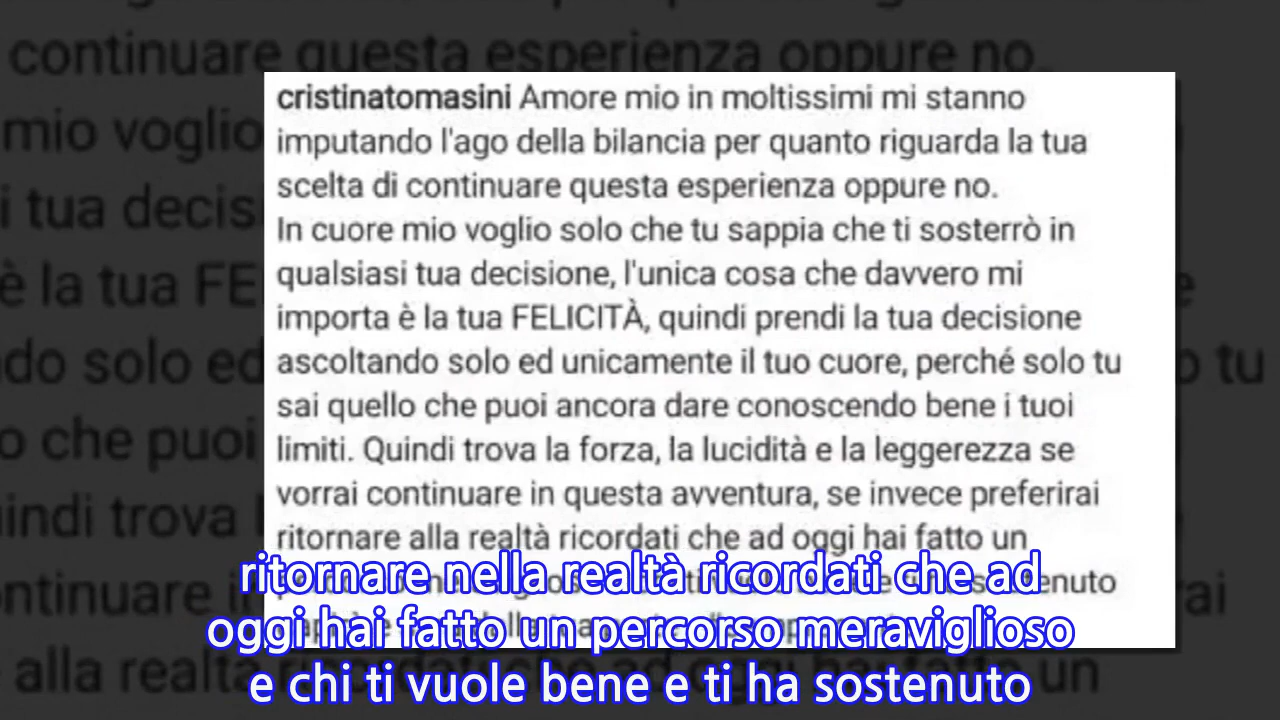 cristinatomasini Amore mio in moltissimi mi stanno
imputando l'ago della bilancia per quanto riguarda la tua
scelta di continuare questa esperienza oppure no.
In cuore mio voglio solo che tu sappia che ti sosterrò in
qualsiasi tua decisione, l'unica cosa che davvero mi
importa è la tua FELICITÀ, quindi prendi la tua decisione
ascoltando solo ed unicamente il tuo cuore, perché solo tu
sai quello che puoi ancora dare conoscendo bene i tuoi
limiti. Quindi trova la forza, la lucidità e la leggerezza se
vorrai continuare in questa avventura, se invece preferirai
ritornare alla realtà ricordati che ad oggi hai fatto un
ritornare nella realtà ricordati che ad
oggi hai fatto un percorso meraviglioso
e chi ti vuole bene e ti ha sostenuto